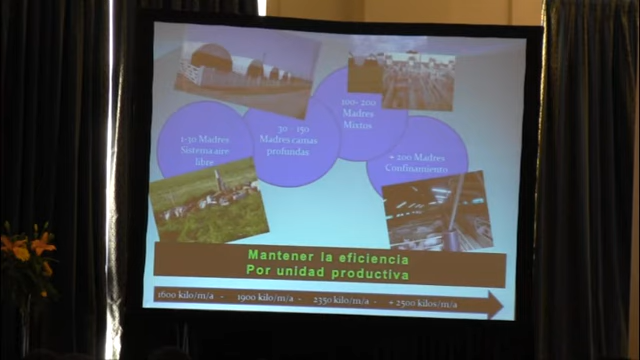 1-30 Madres
Sistema aire
libre
30 - 150
Madres camas
profundas
100- 200
Madres
Mixtos
+ 200 Madres
Confinamiento
Mantener la eficiencia
Por unidad productiva
1600 kilo/m/a - 1900 kilo/m/a - 2350 kilo/m/a - + 2500 kilos/m/a